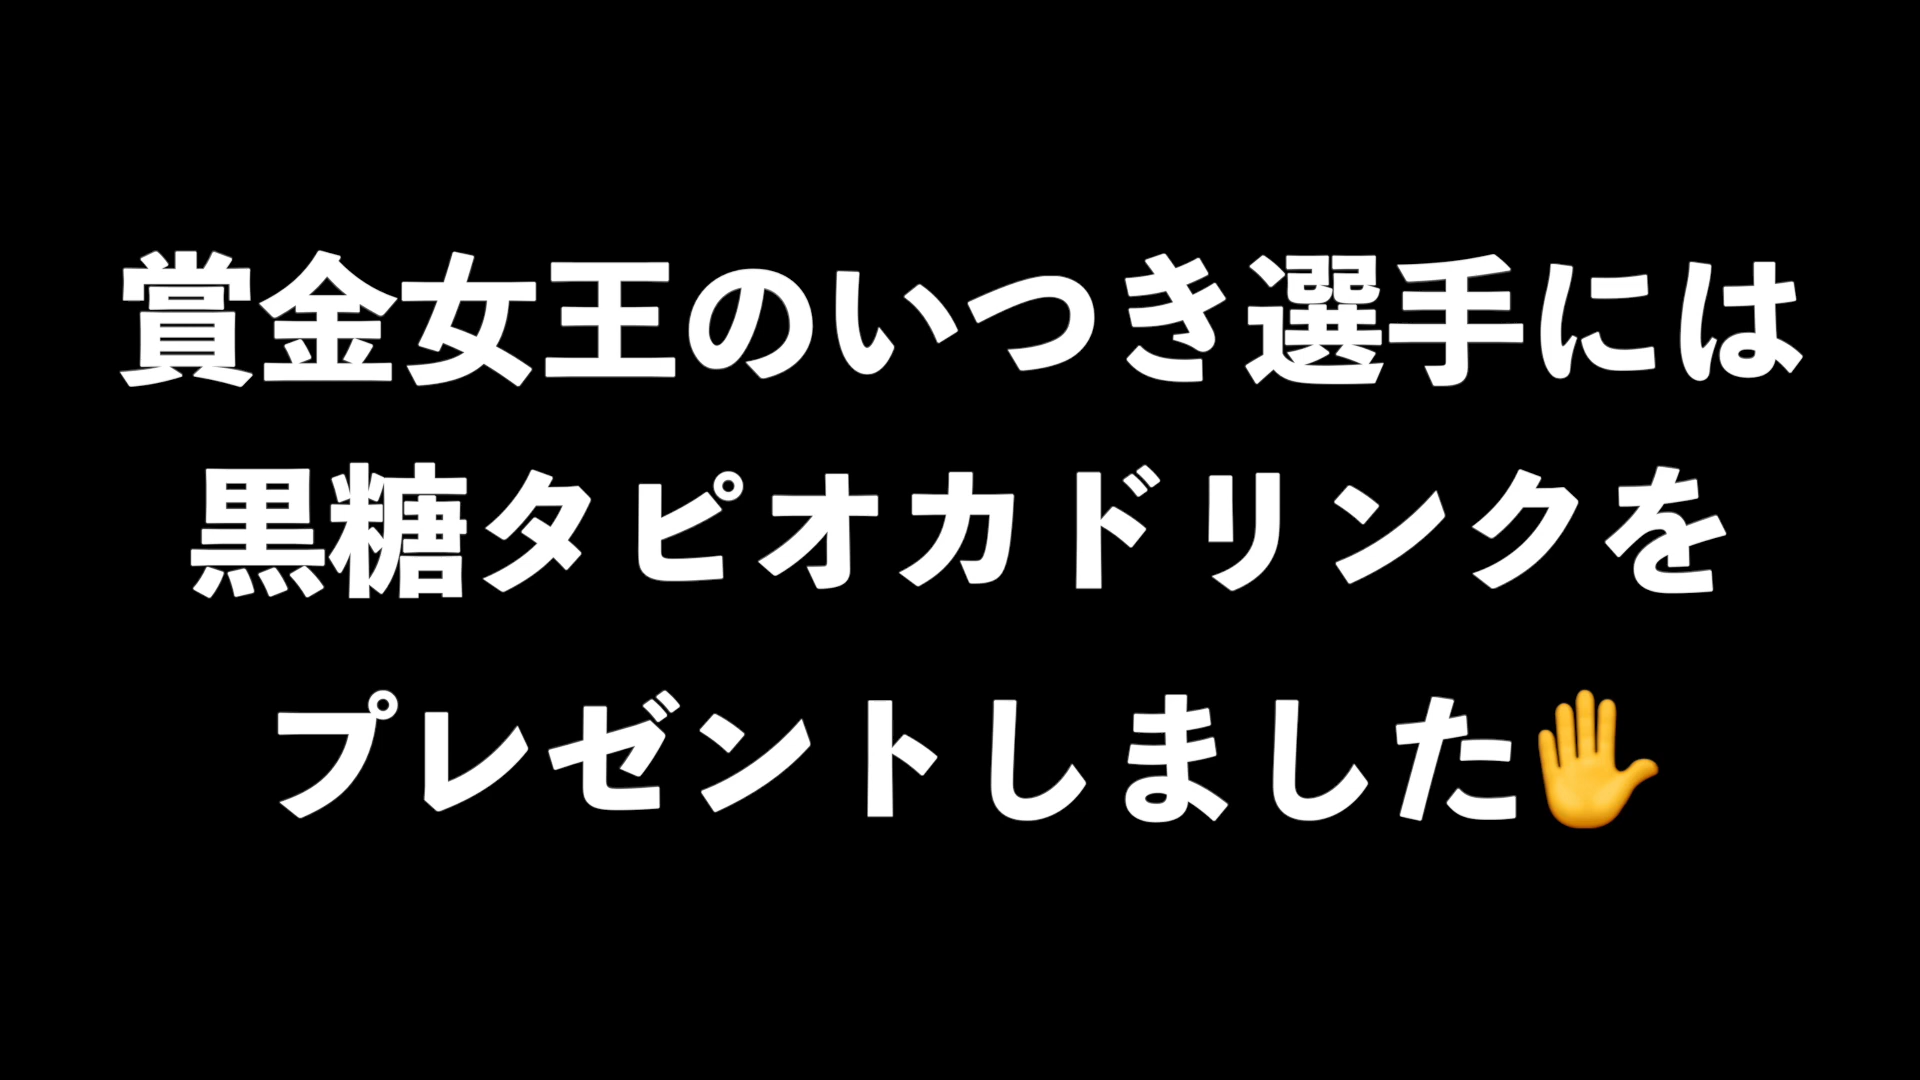 賞金女王のいつき選手には
黒糖タピオカドリンクを
プレゼントしました✋